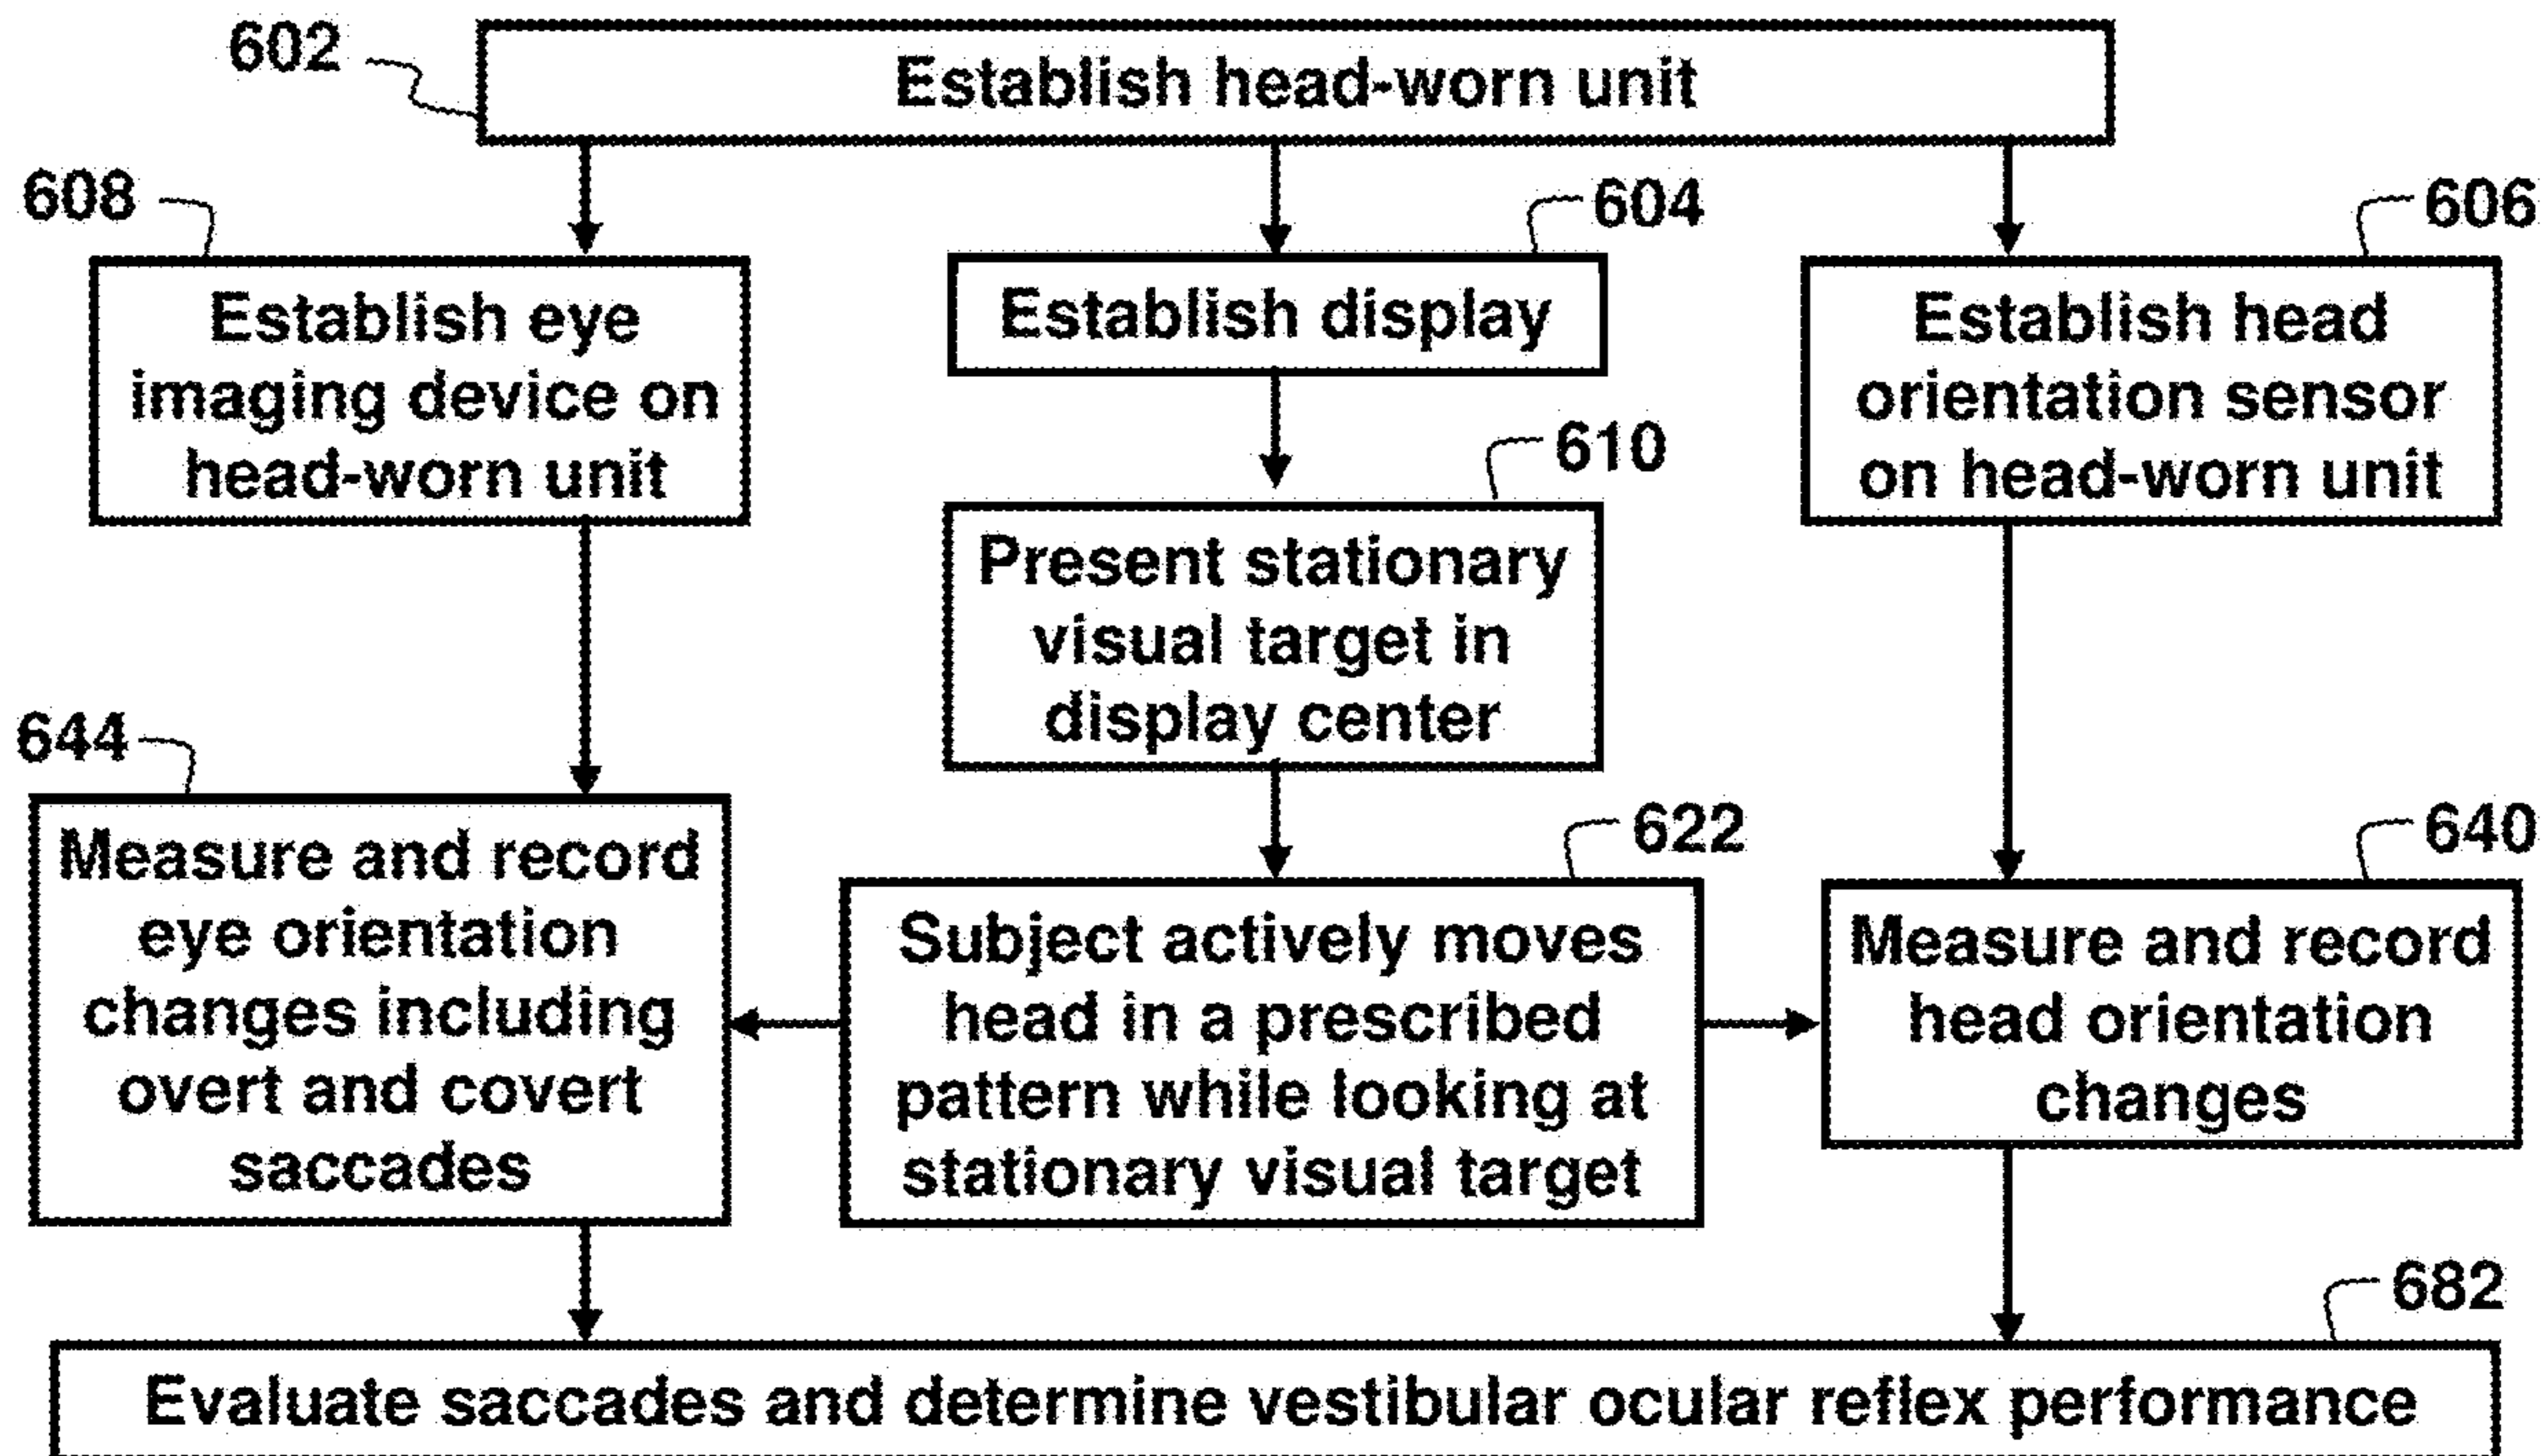 602
Establish head-worn unit
608
604
606
Establish eye
imaging device on
head-worn unit
Establish display
Establish head
orientation sensor
on head-worn unit
610
Present stationary
visual target in
display center
644
Measure and record
eye orientation
changes including
overt and covert
saccades
622
Subject actively moves
head in a prescribed
pattern while looking at
stationary visual target
640
Measure and record
head orientation
changes
682
Evaluate saccades and determine vestibular ocular reflex performance